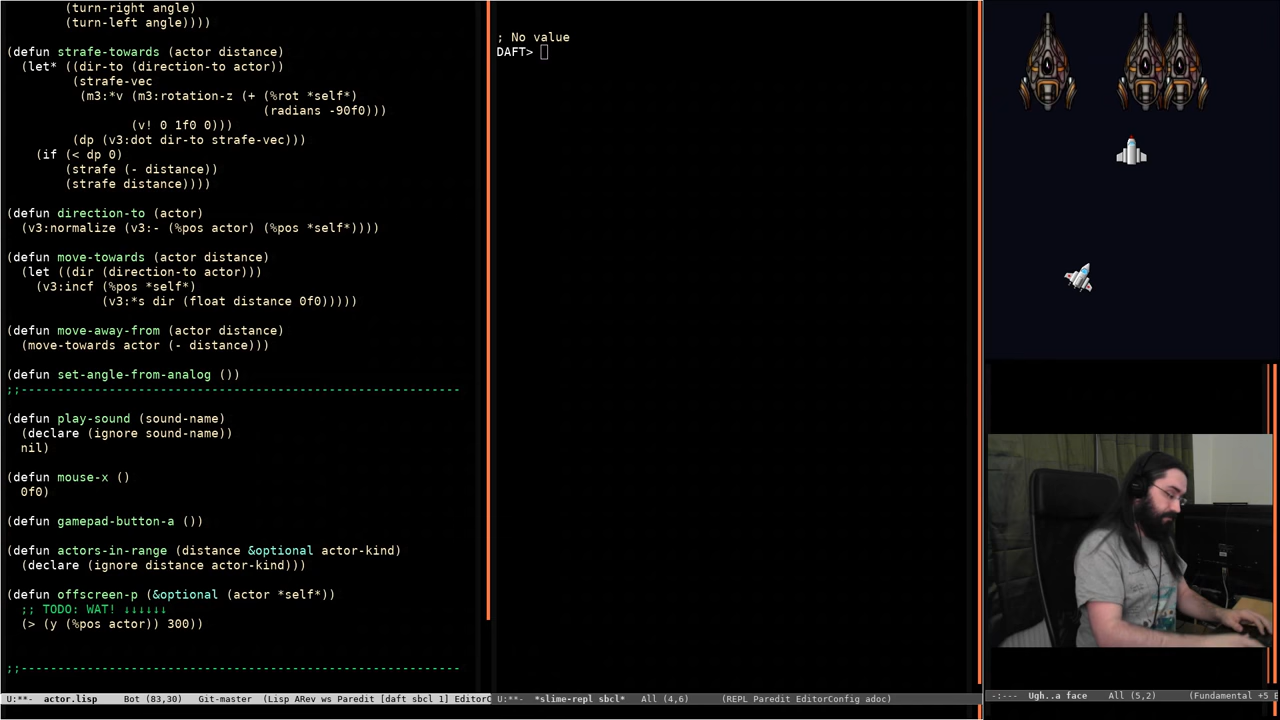 (turn-right angle)
(turn-left angle))))
(defun strafe-towards (actor distance)
(let* ((dir-to (direction-to actor))
(strafe-vec
(m3:*v (m3:rotation-z (+ (%rot *self*)
(radians -90f0)))
(v! 0 1f0 0)))
(dp (v3:dot dir-to strafe-vec)))
(if (< dp 0)
(strafe (- distance))
(strafe distance))))
(defun direction-to (actor)
(v3:normalize (v3:- (%pos actor) (%pos *self*))))
(defun move-towards (actor distance)
(let ((dir (direction-to actor)))
(v3:incf (%pos *self*)
(v3:*s dir (float distance 0f0)))))
(defun move-away-from (actor distance)
(move-towards actor (- distance)))
(defun set-angle-from-analog ())
;;------------------------------------------------------------
(defun play-sound (sound-name)
(declare (ignore sound-name))
nil)
(defun mouse-x ()
0f0)
(defun gamepad-button-a ())
(defun actors-in-range (distance &optional actor-kind)
(declare (ignore distance actor-kind)))
(defun offscreen-p (&optional (actor *self*))
;; TODO: WAT! ↓↓↓↓↓↓
(> (y (%pos actor)) 300))
;;------------------------------------------------------------
U:**- actor.lisp Bot (83,30) Git-master (Lisp ARev ws Paredit [daft sbcl 1] EditorC
; No value
DAFT>
U:**- *slime-repl sbcl* All (4,6) (REPL Paredit EditorConfig adoc)
-:--- Ugh..a face All (5,2) (Fundamental +5 E